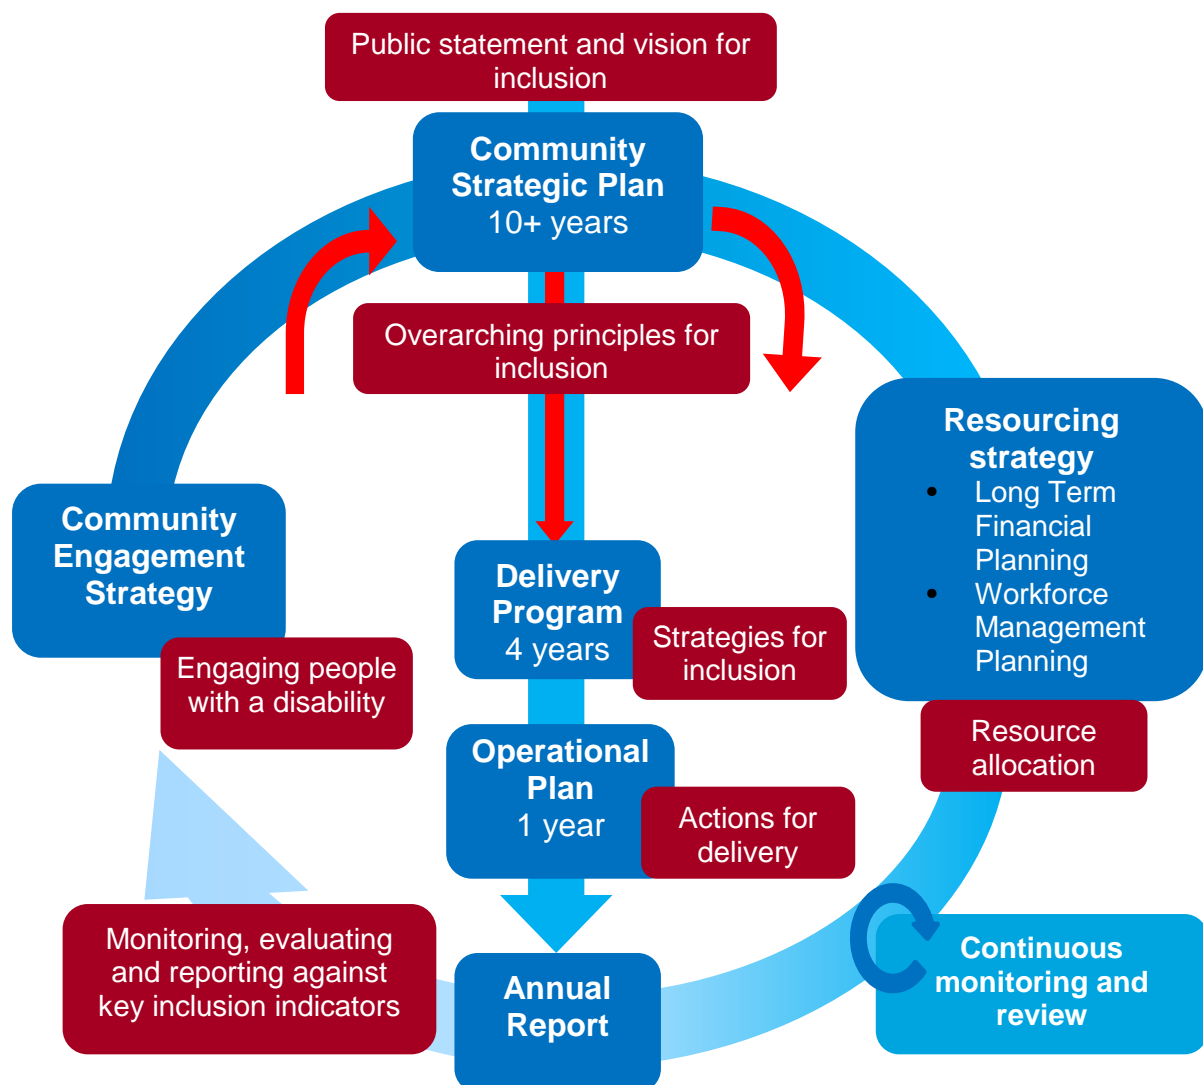 Public statement and vision for
inclusion
Community
Strategic Plan
10+ years
Overarching principles for
inclusion
Resourcing
strategy
• Long Term
Financial
Planning
• Workforce
Management
Planning
Resource
allocation
Community
Engagement
Strategy
Engaging people
with a disability
Delivery
Program
4 years
Strategies for
inclusion
Operational
Plan
1 year
Actions for
delivery
Monitoring, evaluating
and reporting against
key inclusion indicators
Annual
Report
Continuous
monitoring and
review